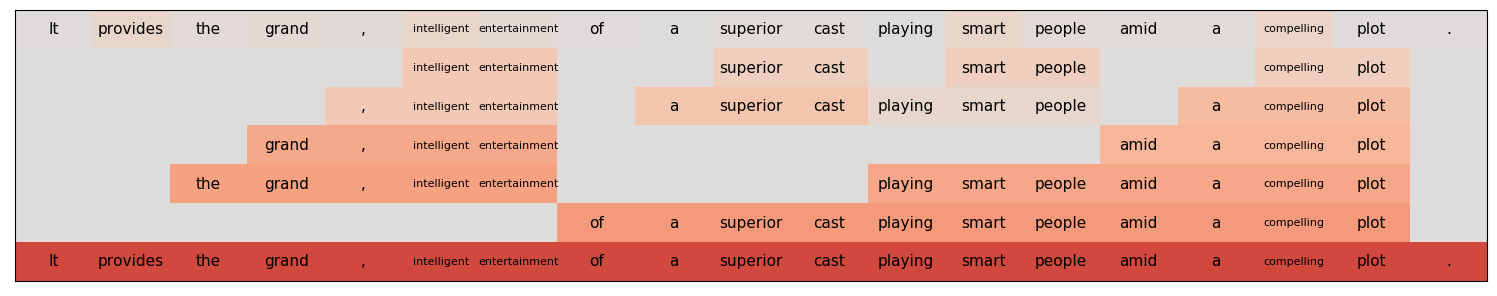 It provides the grand , intelligent entertainment of a superior cast playing smart people amid a compelling plot .
intelligent entertainment superior cast smart people compelling plot
, intelligent entertainment a superior cast playing smart people a compelling plot
grand , intelligent entertainment amid a compelling plot
the grand , intelligent entertainment playing smart people amid a compelling plot
of a superior cast playing smart people amid a compelling plot
It provides the grand , intelligent entertainment of a superior cast playing smart people amid a compelling plot .